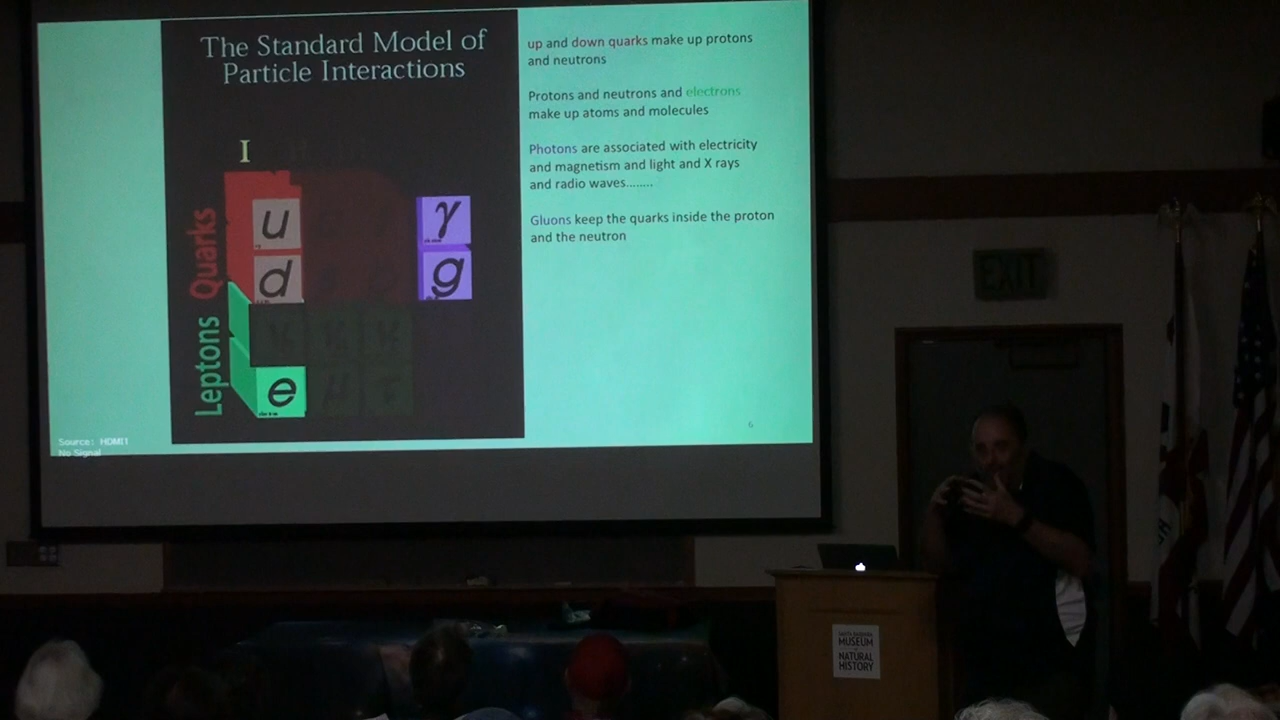 The Standard Model of
Particle Interactions
I
Quarks
Leptons
u
d
e
γ
g
up and down quarks make up protons
and neutrons
Protons and neutrons and electrons
make up atoms and molecules
Photons are associated with electricity
and magnetism and light and X rays
and radio waves........
Gluons keep the quarks inside the proton
and the neutron
6
Source: HDMI1
No Signal
EXIT
MUSEUM
NATURAL
HISTORY